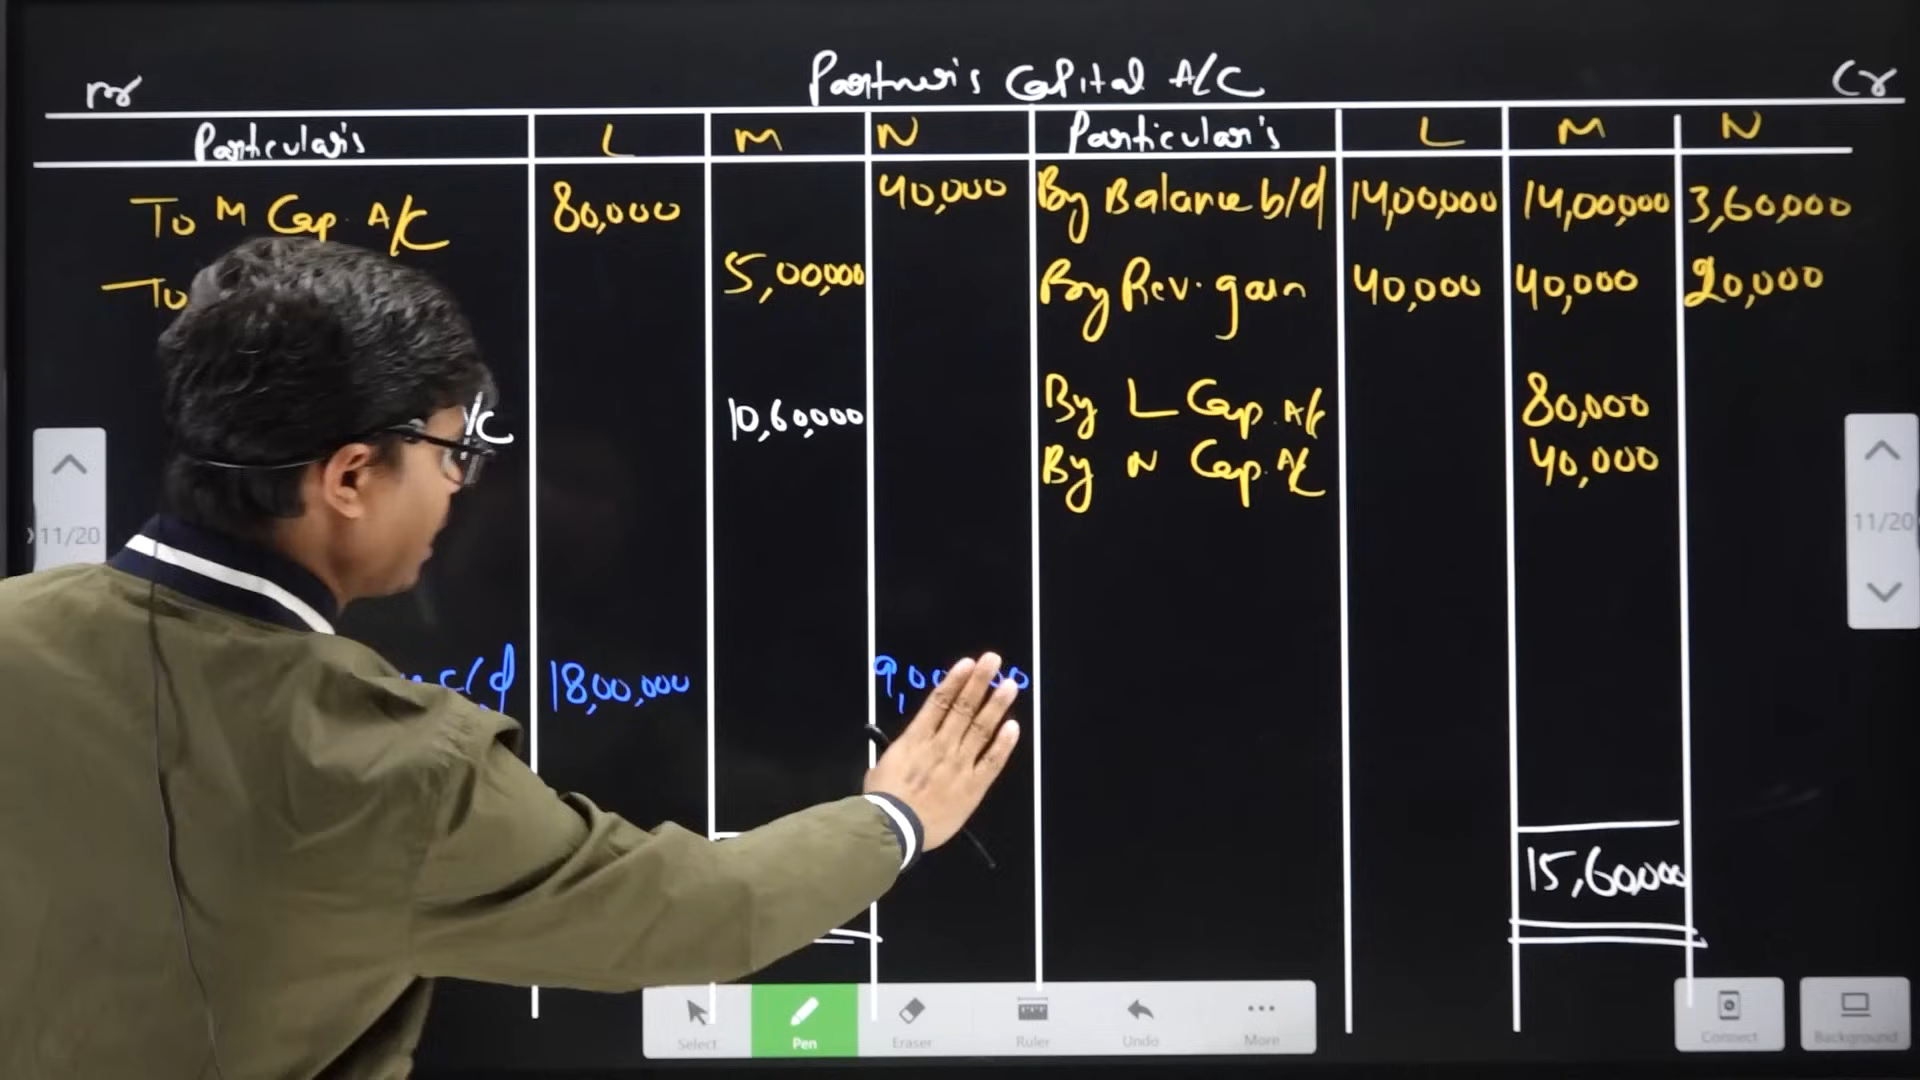 Partner's Capital A/C
Dr Cr
Particulars L M N Particular's L M N
To M Cap. A/C 80,000 40,000 By Balance b/d 14,00,000 14,00,000 3,60,000
To 5,00,000 By Rev. gain 40,000 40,000 20,000
/C 10,60,000 By L Cap. A/C 80,000
By N Cap. A/C 40,000
c/d 18,00,000
15,60,000
11/20 11/20
Select Pen Eraser Ruler Undo More Connect Background